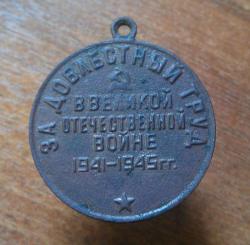 ЗА ДОБЛЕСТНЫЙ ТРУД
В ВЕЛИКОЙ
ОТЕЧЕСТВЕННОЙ
ВОЙНЕ
1941-1945 гг.